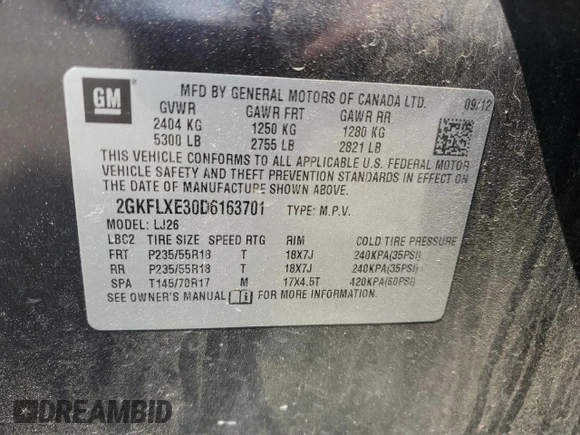 GM
MFD BY GENERAL MOTORS OF CANADA LTD. 09/12
GVWR GAWR FRT GAWR RR
2404 KG 1250 KG 1280 KG
5300 LB 2755 LB 2821 LB
THIS VEHICLE CONFORMS TO ALL APPLICABLE U.S. FEDERAL MOTOR
VEHICLE SAFETY AND THEFT PREVENTION STANDARDS IN EFFECT ON
THE DATE OF MANUFACTURE SHOWN ABOVE.
2GKFLXE30D6163701 TYPE: M.P.V.
MODEL: LJ26
LBC2 TIRE SIZE SPEED RTG RIM COLD TIRE PRESSURE
FRT P235/55R18 T 18X7J 240KPA(35PSI)
RR P235/55R18 T 18X7J 240KPA(35PSI)
SPA T145/70R17 M 17X4.5T 420KPA(60PSI)
SEE OWNER'S MANUAL FOR MORE INFORMATION
DREAMBID